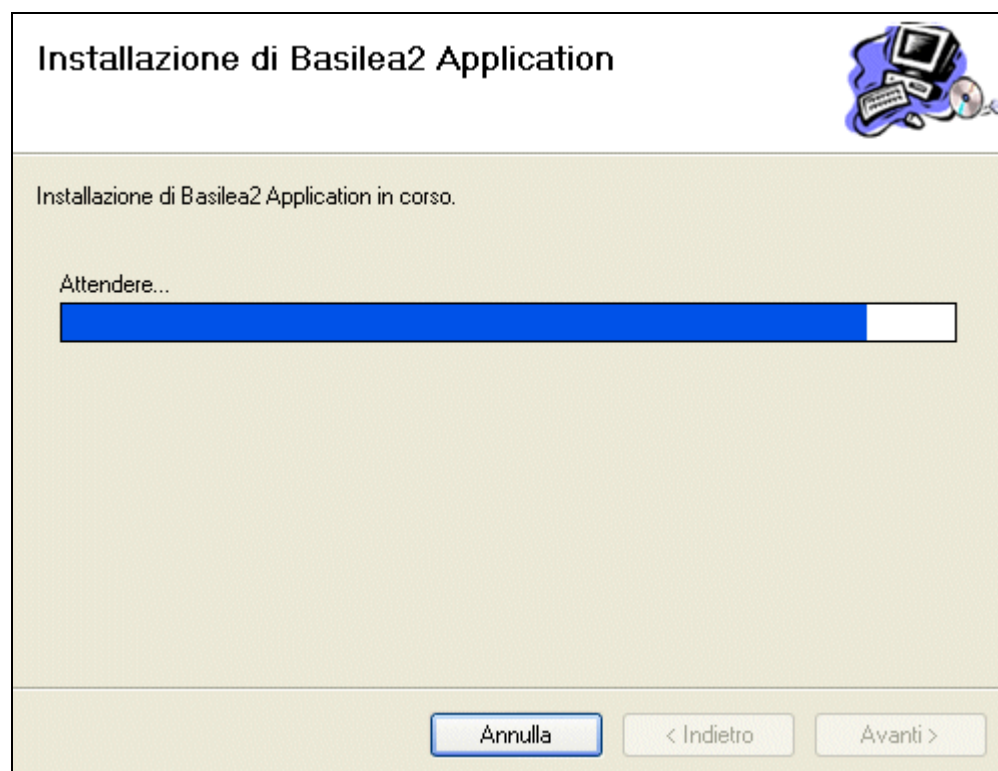 Installazione di Basilea2 Application
Installazione di Basilea2 Application in corso.
Attendere...
Annulla
< Indietro
Avanti >